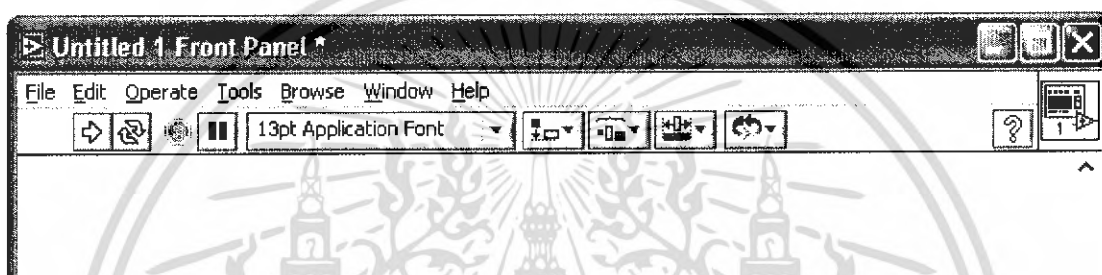 Untitled 1 Front Panel *
File Edit Operate Tools Browse Window Help
13pt Application Font
?
1